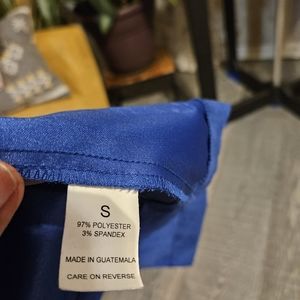 S
97% POLYESTER
3% SPANDEX
MADE IN GUATEMALA
CARE ON REVERSE